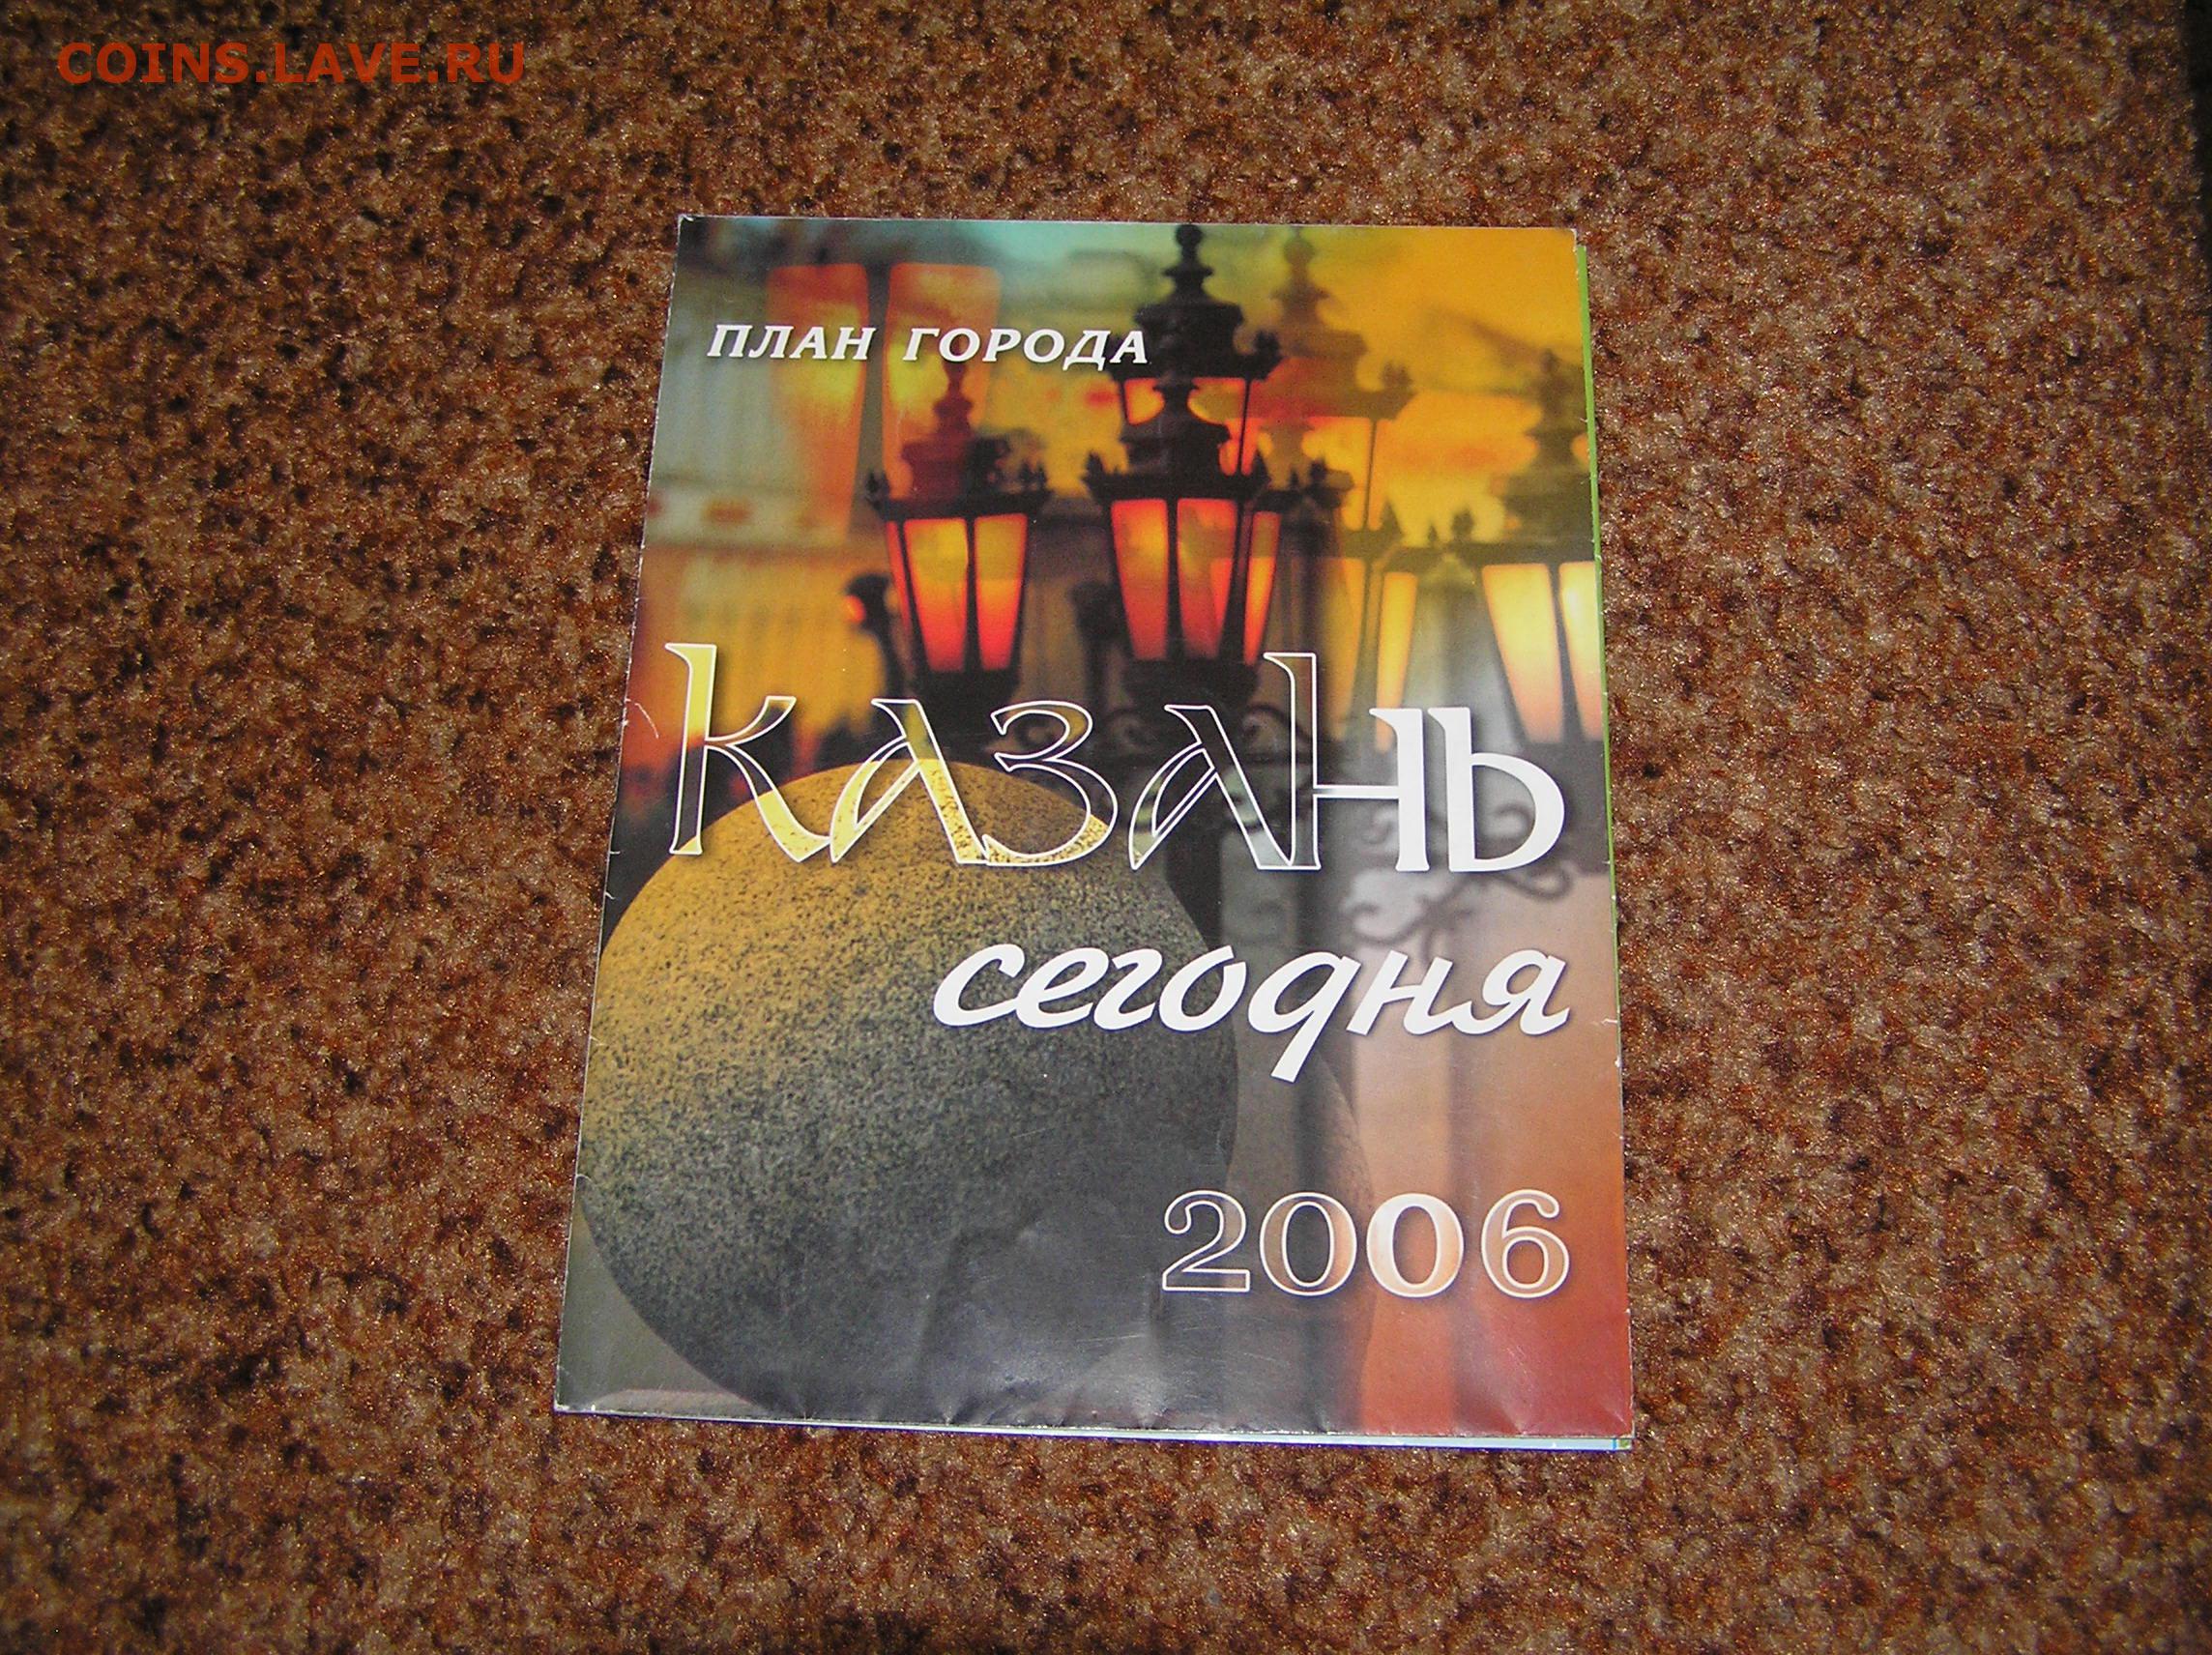 COINS.LAVE.RU
ПЛАН ГОРОДА
КАЗАНЬ
сегодня
2006